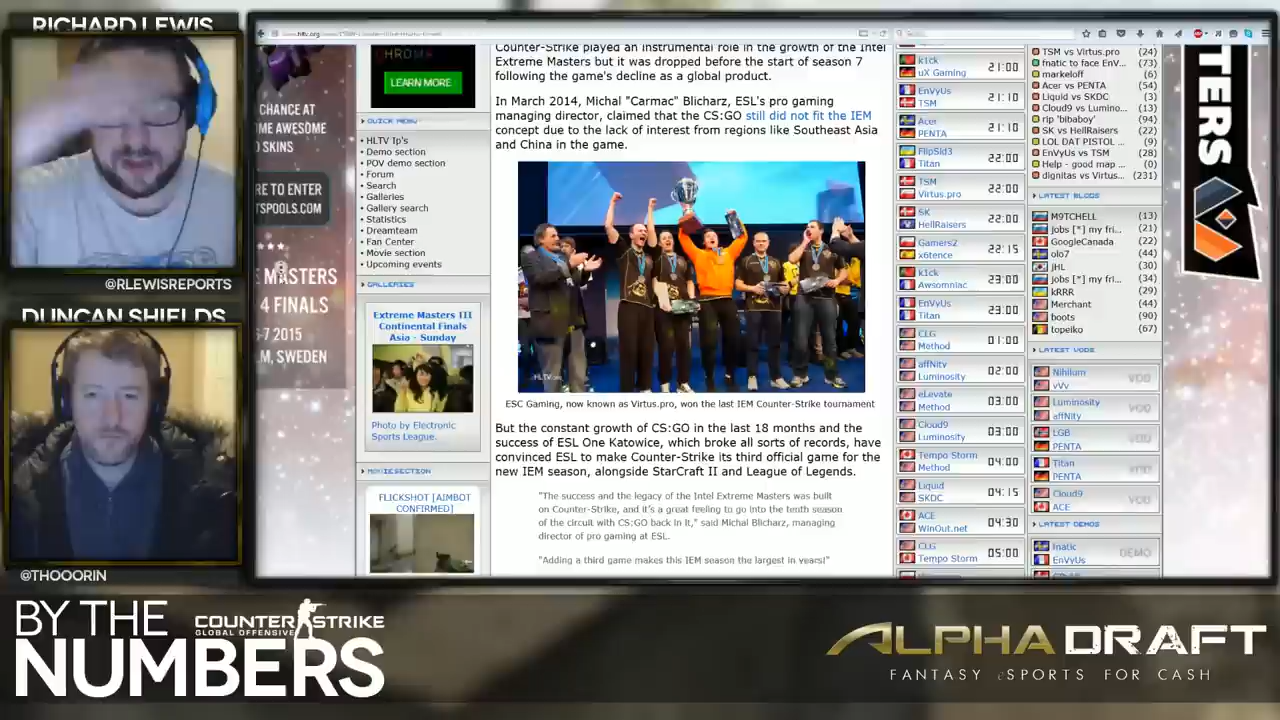 RICHARD LEWIS
@RLEWISREPORTS
DUNCAN SHIELDS
@THOOORIN
CHANCE AT
SKINS
TSPOOLS.COM
MASTERS
4 FINALS
6-7 2015
SWEDEN
LEARN MORE
QUICK MENU
HLTV Tp's
Demo section
POV demo section
Forum
Search
Galleries
Gallery search
Statistics
Dreamteam
Fan Center
Movie section
Upcoming events
GALLERIES
Extreme Masters III
Continental Finals
Asia - Sunday
Photo by Electronic
Sports League.
MOVIESECTION
FLICKSHOT [AIMBOT
CONFIRMED]
Counter-Strike played an instrumental role in the growth of the Intel
Extreme Masters but it was dropped before the start of season 7
following the game's decline as a global product.
In March 2014, Michal "Carmac" Blicharz, ESL's pro gaming
managing director, claimed that the CS:GO still did not fit the IEM
concept due to the lack of interest from regions like Southeast Asia
and China in the game.
HLTV.org
ESC Gaming, now known as Virtus.pro, won the last IEM Counter-Strike tournament
But the constant growth of CS:GO in the last 18 months and the
success of ESL One Katowice, which broke all sorts of records, have
convinced ESL to make Counter-Strike its third official game for the
new IEM season, alongside StarCraft II and League of Legends.
"The success and the legacy of the Intel Extreme Masters was built
on Counter-Strike, and it's a great feeling to go into the tenth season
of the circuit with CS:GO back in it," said Michal Blicharz, managing
director of pro gaming at ESL.
"Adding a third game makes this IEM season the largest in years!"
k1ck
uX Gaming 21:00
EnVyUs
TSM 21:10
Acer
PENTA 21:10
FlipSid3
Titan 22:00
TSM
Virtus.pro 22:00
SK
HellRaisers 22:00
Gamers2
x6tence 22:15
k1ck
Awsomniac 23:00
EnVyUs
Titan 23:00
CLG
Method 01:00
affNity
Luminosity 02:00
eLevate
Method 03:00
Cloud9
Luminosity 03:00
Tempo Storm
Method 04:00
Liquid
SKDC 04:15
ACE
WinOut.net 04:30
CLG
Tempo Storm 05:00
TSM vs Virtus.pro (24)
fnatic to face EnV... (73)
markeloff (6)
Acer vs PENTA (54)
Liquid vs SKDC (3)
Cloud9 vs Lumino... (13)
rip 'bibaboy' (94)
SK vs HellRaisers (22)
LOL DAT PISTOL ... (9)
EnVyUs vs TSM (28)
Help - good map ... (0)
dignitas vs Virtus... (231)
LATEST BLOGS
M9TCHELL (13)
jobs [*] my fri... (21)
GoogleCanada (22)
olo7 (44)
jHL (30)
jobs [*] my fri... (34)
kRRR (29)
Merchant (44)
boots (90)
topeiko (67)
LATEST VODS
Nihilum
vVv VOD
Luminosity
affNity VOD
LGB
PENTA VOD
Titan
PENTA VOD
Cloud9
ACE VOD
LATEST DEMOS
fnatic
EnVyUs DEMO
TERS
BY THE
NUMBERS
COUNTER STRIKE
GLOBAL OFFENSIVE
ALPHADRAFT
FANTASY eSPORTS FOR CASH